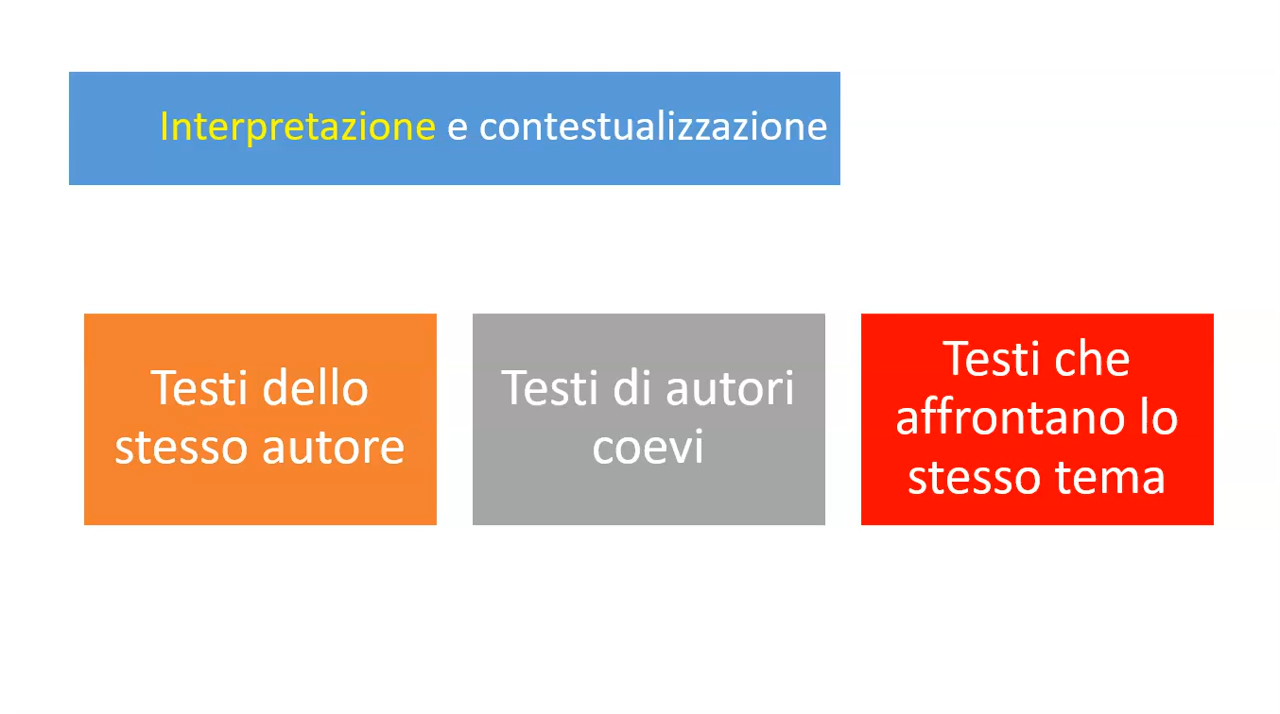 Interpretazione e contestualizzazione
Testi dello
stesso autore
Testi di autori
coevi
Testi che
affrontano lo
stesso tema